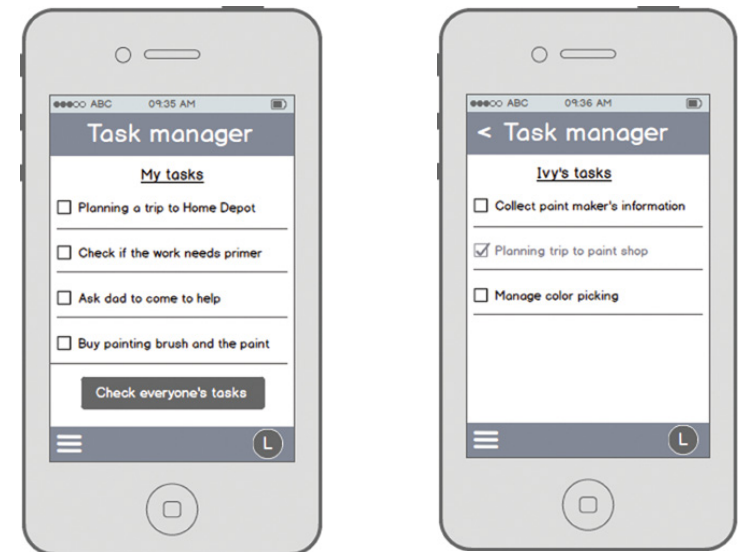 ABC 09:35 AM
Task manager
My tasks
Planning a trip to Home Depot
Check if the work needs primer
Ask dad to come to help
Buy painting brush and the paint
Check everyone's tasks
L
ABC 09:36 AM
< Task manager
Ivy's tasks
Collect paint maker's information
Planning trip to paint shop
Manage color picking
L